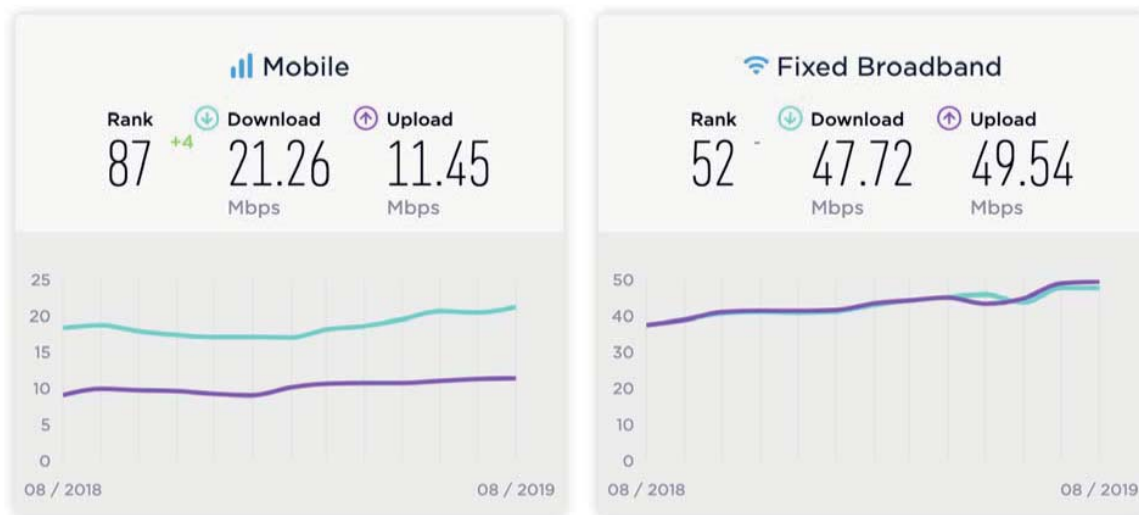 Mobile
Rank Download Upload
87 +4 21.26 11.45
Mbps Mbps
25
20
15
10
5
0
08 / 2018 08 / 2019
Fixed Broadband
Rank Download Upload
52 - 47.72 49.54
Mbps Mbps
50
40
30
20
10
0
08 / 2018 08 / 2019